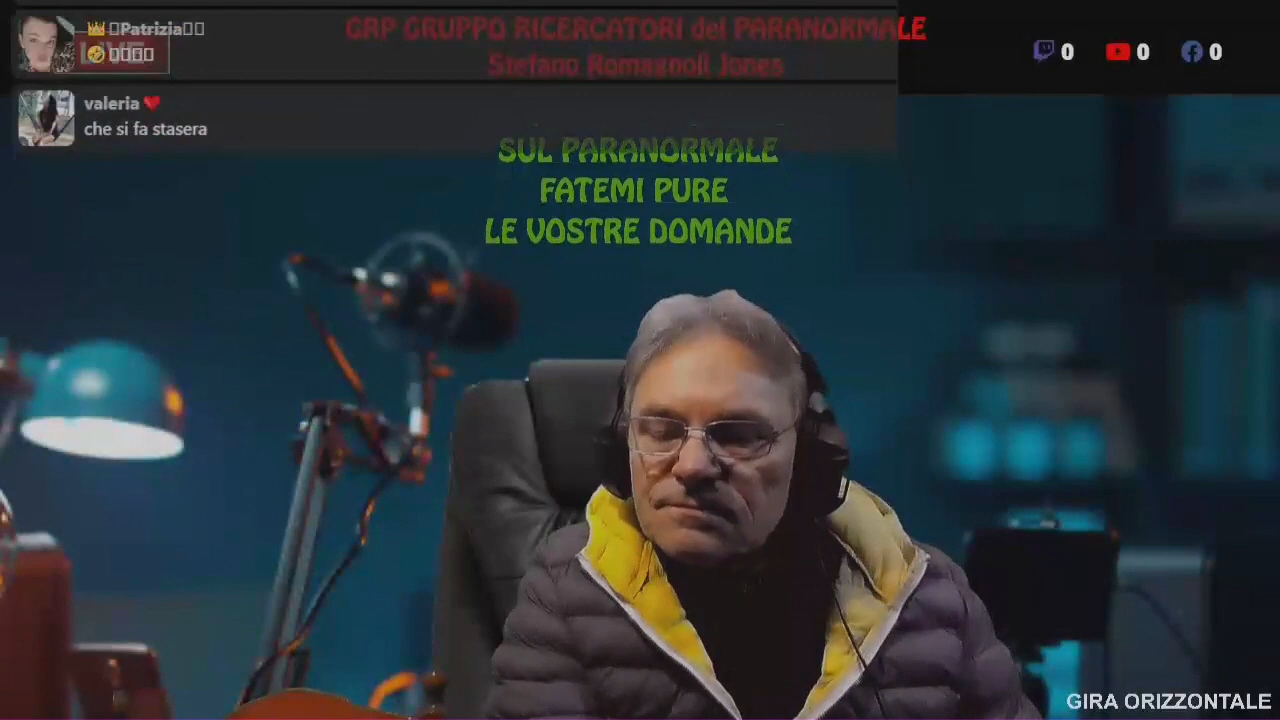 Patrizia
LIVE
GRP GRUPPO RICERCATORI del PARANORMALE
Stefano Romagnoli Jones
0 0 0
valeria ❤
che si fa stasera
SUL PARANORMALE
FATEMI PURE
LE VOSTRE DOMANDE
GIRA ORIZZONTALE